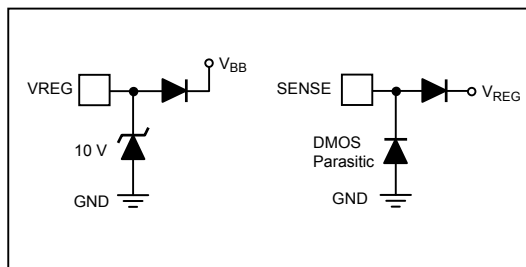 VREG
V_BB
10 V
GND
SENSE
V_REG
DMOS
Parasitic
GND